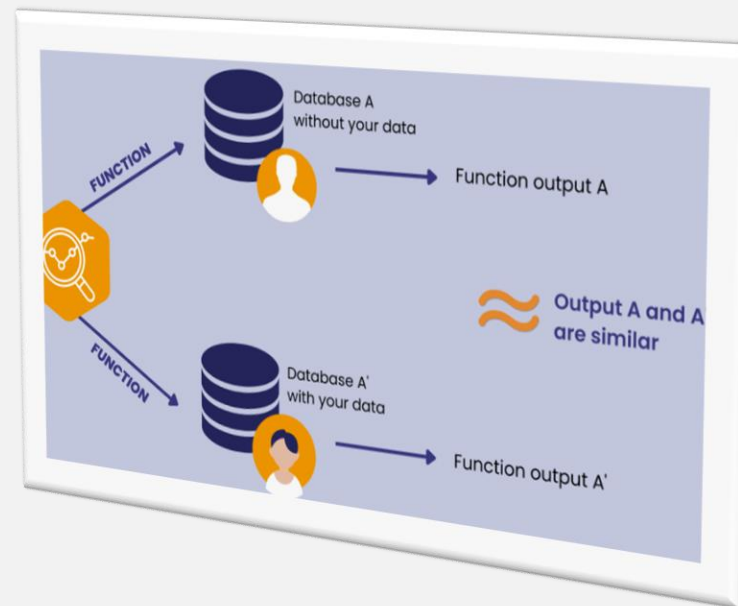 Database A
without your data
FUNCTION
Function output A
Output A and A'
are similar
FUNCTION
Database A'
with your data
Function output A'